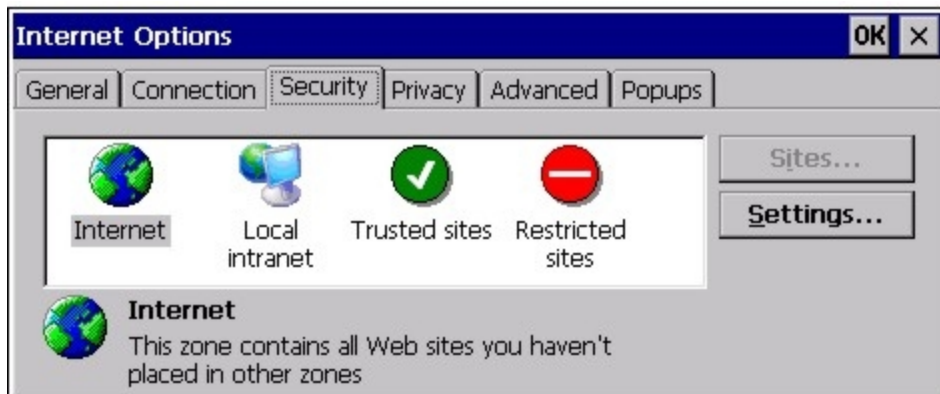 Internet Options OK ×
General Connection Security Privacy Advanced Popups
Sites...
Settings...
Internet Local intranet Trusted sites Restricted sites
Internet
This zone contains all Web sites you haven't
placed in other zones